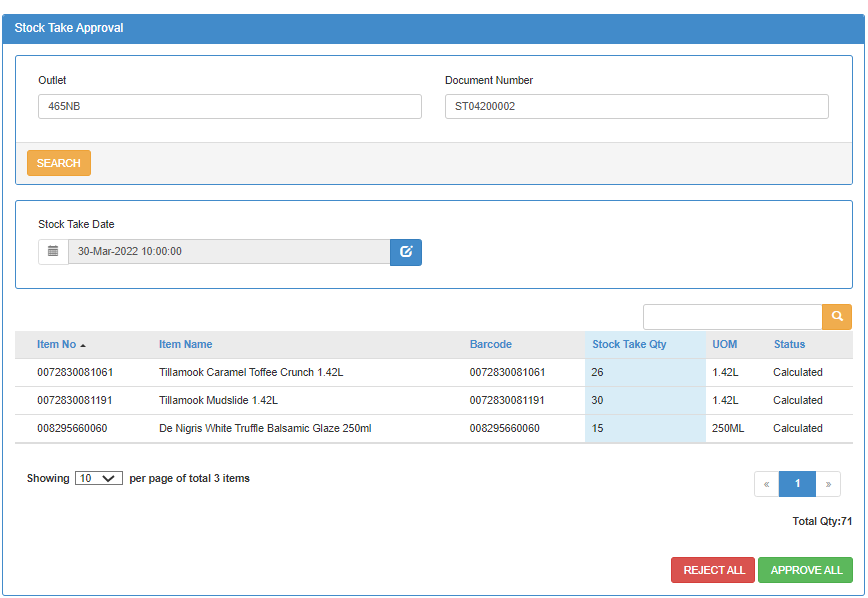 Stock Take Approval
Outlet Document Number
465NB ST04200002
SEARCH
Stock Take Date
30-Mar-2022 10:00:00
Item No Item Name Barcode Stock Take Qty UOM Status
0072830081061 Tillamook Caramel Toffee Crunch 1.42L 0072830081061 26 1.42L Calculated
0072830081191 Tillamook Mudslide 1.42L 0072830081191 30 1.42L Calculated
008295660060 De Nigris White Truffle Balsamic Glaze 250ml 008295660060 15 250ML Calculated
Showing 10 per page of total 3 items « 1 »
Total Qty:71
REJECT ALL APPROVE ALL